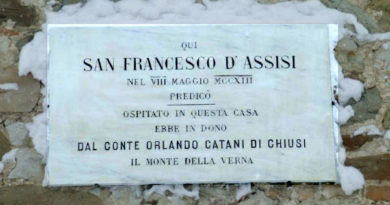 QUI
SAN FRANCESCO D' ASSISI
NEL VIII MAGGIO MCCXIII
PREDICÒ
OSPITATO IN QUESTA CASA
EBBE IN DONO
DAL CONTE ORLANDO CATANI DI CHIUSI
IL MONTE DELLA VERNA